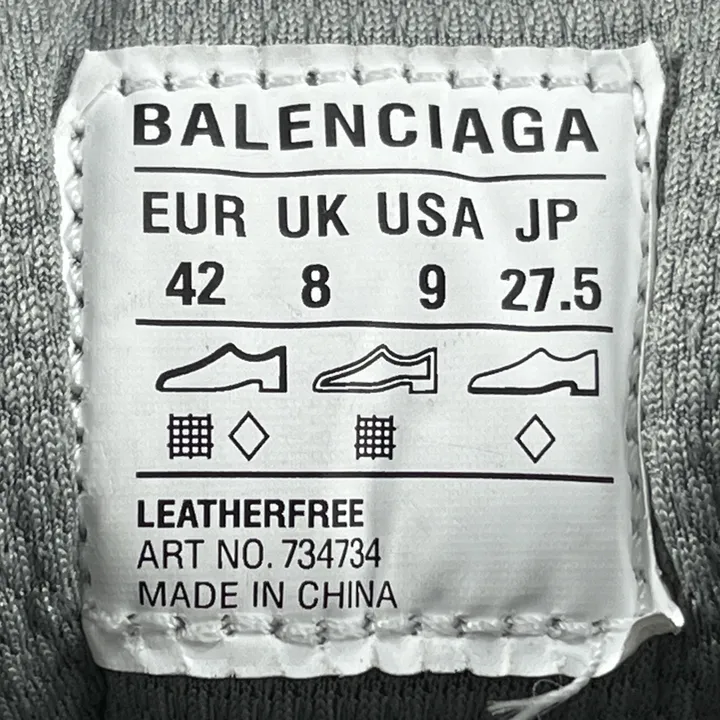 BALENCIAGA
EUR UK USA JP
42 8 9 27.5
LEATHERFREE
ART NO. 734734
MADE IN CHINA